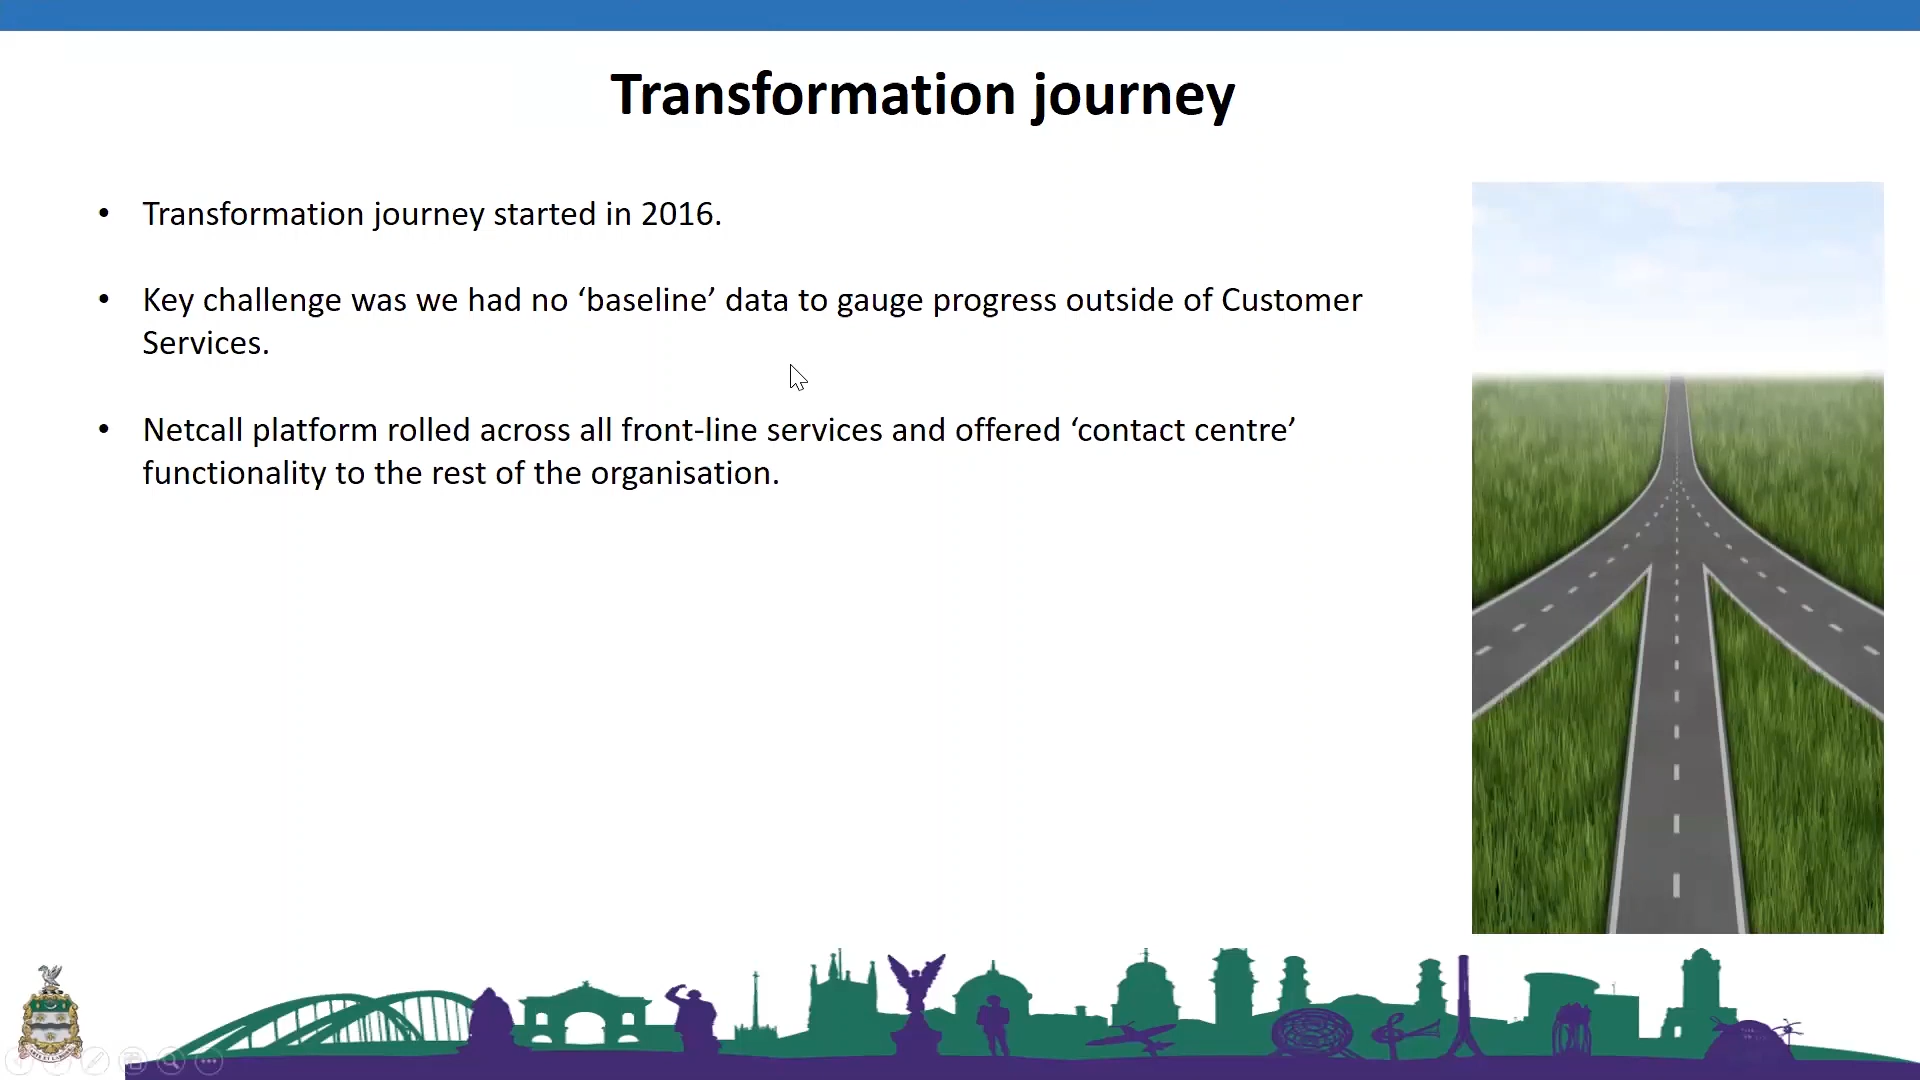 Transformation journey
• Transformation journey started in 2016.
• Key challenge was we had no ‘baseline’ data to gauge progress outside of Customer
Services.
• Netcall platform rolled across all front-line services and offered ‘contact centre’
functionality to the rest of the organisation.